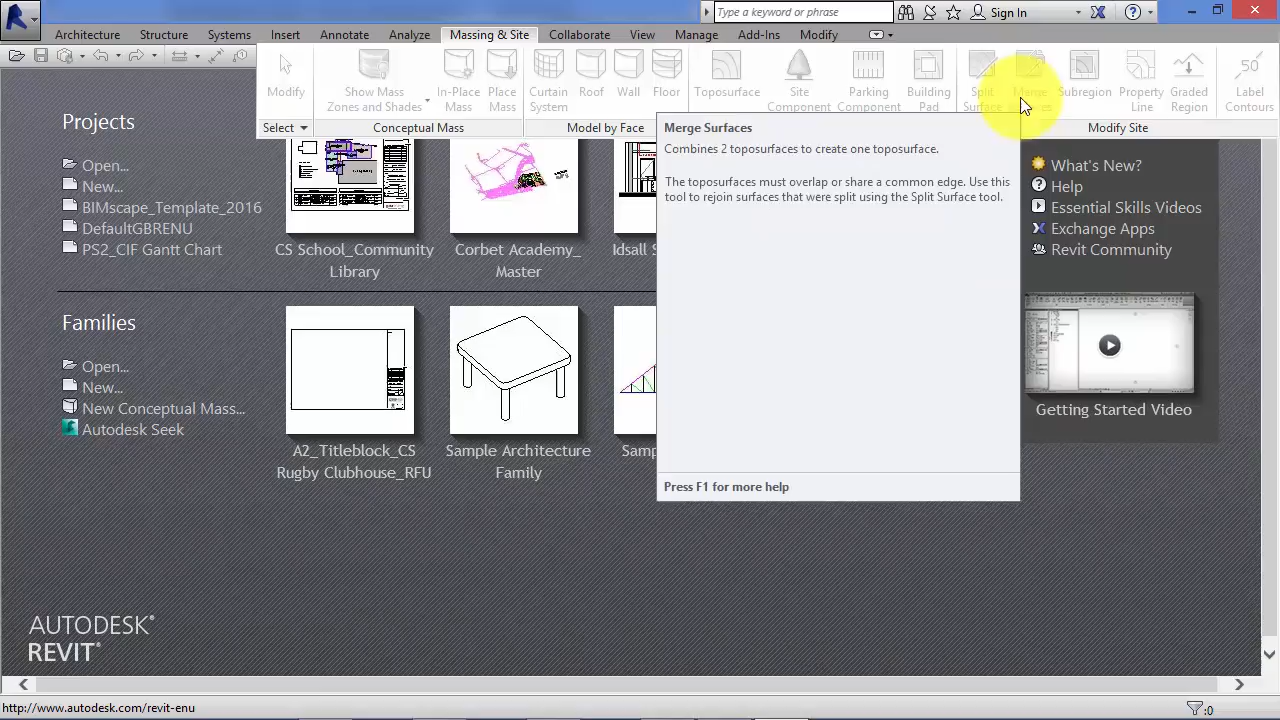 Type a keyword or phrase
Sign In
Architecture
Structure
Systems
Insert
Annotate
Analyze
Massing & Site
Collaborate
View
Manage
Add-Ins
Modify
Modify
Show Mass
Zones and Shades
In-Place
Mass
Place
Mass
Curtain
System
Roof
Wall
Floor
Toposurface
Site
Component
Parking
Component
Building
Pad
Split
Surface
Merge
Subregion
Property
Line
Graded
Region
50
Label
Contours
Select
Conceptual Mass
Model by Face
Modify Site
Merge Surfaces
Combines 2 toposurfaces to create one toposurface.
The toposurfaces must overlap or share a common edge. Use this
tool to rejoin surfaces that were split using the Split Surface tool.
Press F1 for more help
Projects
Open...
New...
BIMscape_Template_2016
DefaultGBRENU
PS2_CIF Gantt Chart
CS School_Community
Library
Corbet Academy_
Master
Idsall S
Families
Open...
New...
New Conceptual Mass...
Autodesk Seek
A2_Titleblock_CS
Rugby Clubhouse_RFU
Sample Architecture
Family
Samp
What's New?
Help
Essential Skills Videos
Exchange Apps
Revit Community
Getting Started Video
AUTODESK®
REVIT®
http://www.autodesk.com/revit-enu
:0